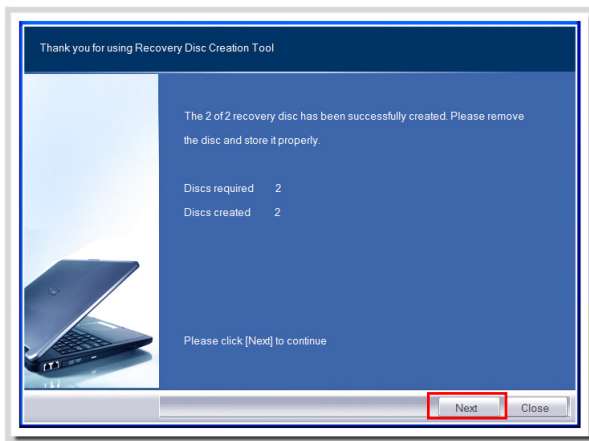 Thank you for using Recovery Disc Creation Tool
The 2 of 2 recovery disc has been successfully created. Please remove
the disc and store it properly.
Discs required 2
Discs created 2
Please click [Next] to continue
Next Close